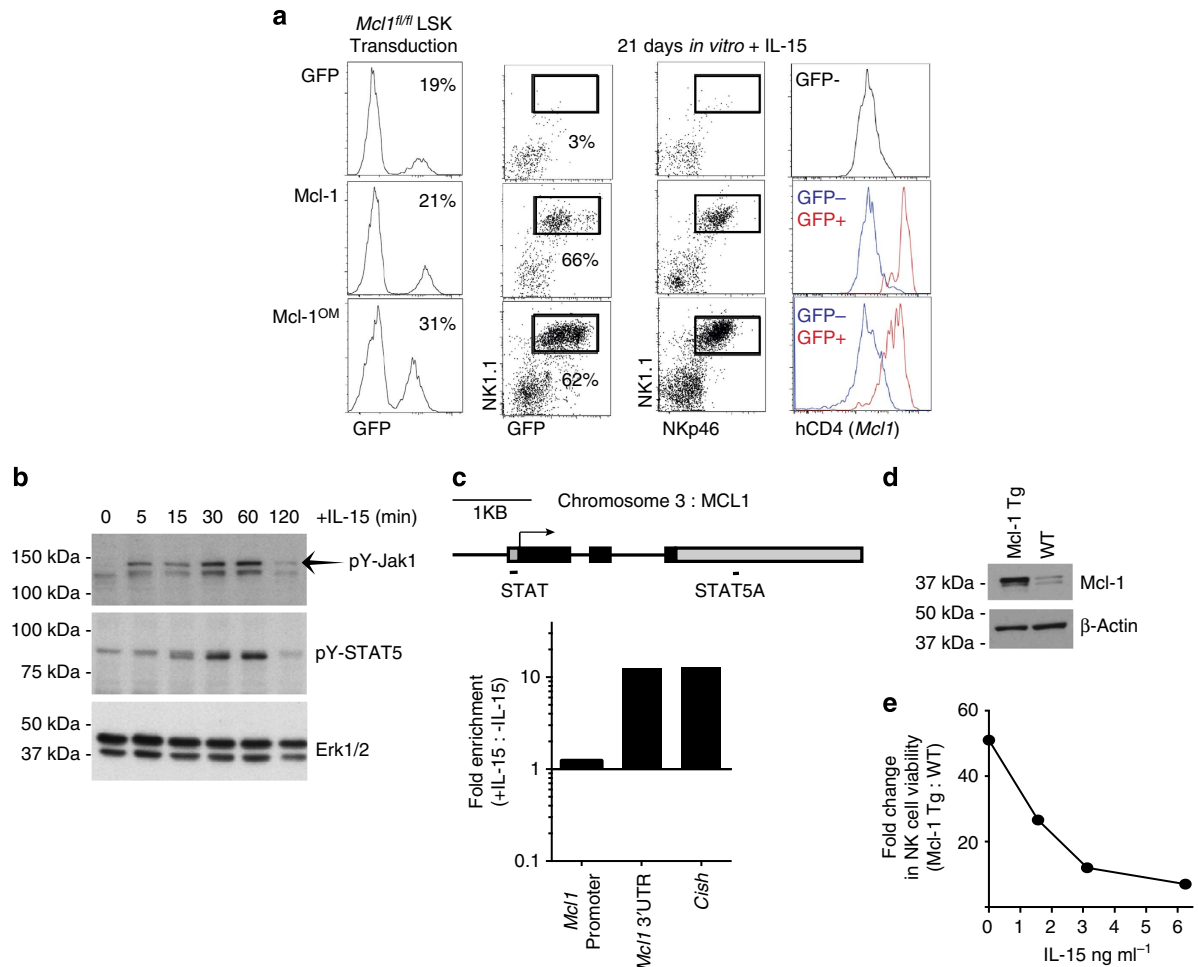 a
Mcl1fl/fl LSK
Transduction
21 days in vitro + IL-15
GFP
19%
3%
GFP-
Mcl-1
21%
66%
GFP–
GFP+
Mcl-1OM
31%
62%
GFP–
GFP+
NK1.1
NK1.1
GFP
GFP
NKp46
hCD4 (Mcl1)
b
0 5 15 30 60 120 +IL-15 (min)
150 kDa -
100 kDa -
pY-Jak1
100 kDa -
75 kDa -
pY-STAT5
50 kDa -
37 kDa -
Erk1/2
c
Chromosome 3 : MCL1
1KB
STAT
STAT5A
Fold enrichment
(+IL-15 : -IL-15)
10
1
0.1
Mcl1
Promoter
Mcl1 3′UTR
Cish
d
Mcl-1 Tg
WT
37 kDa -
Mcl-1
50 kDa -
37 kDa -
β-Actin
e
Fold change
in NK cell viability
(Mcl-1 Tg : WT)
60
40
20
0 1 2 3 4 5 6
IL-15 ng ml−1